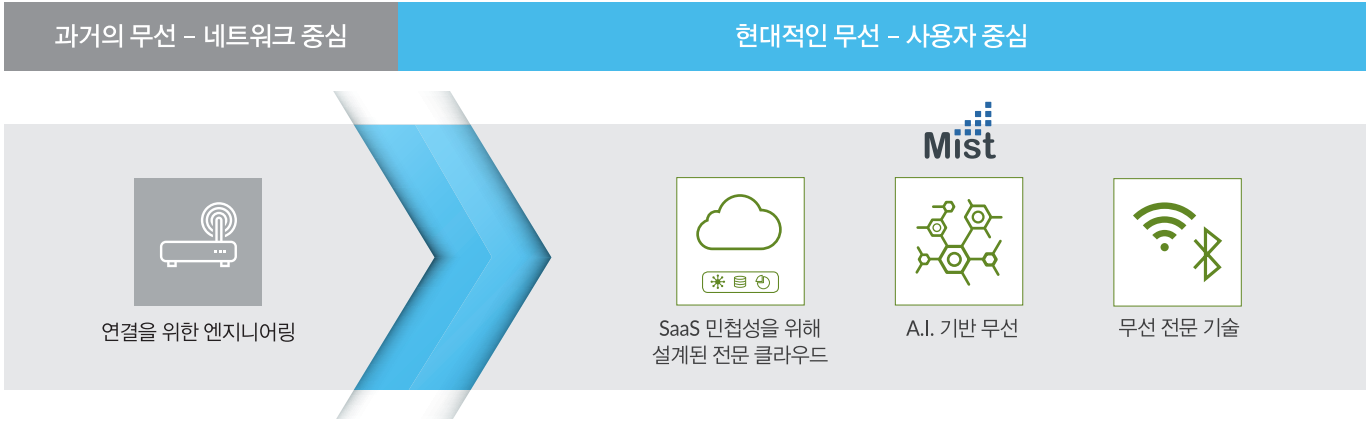 과거의 무선 – 네트워크 중심
현대적인 무선 – 사용자 중심
Mist
연결을 위한 엔지니어링
SaaS 민첩성을 위해
설계된 전문 클라우드
A.I. 기반 무선
무선 전문 기술